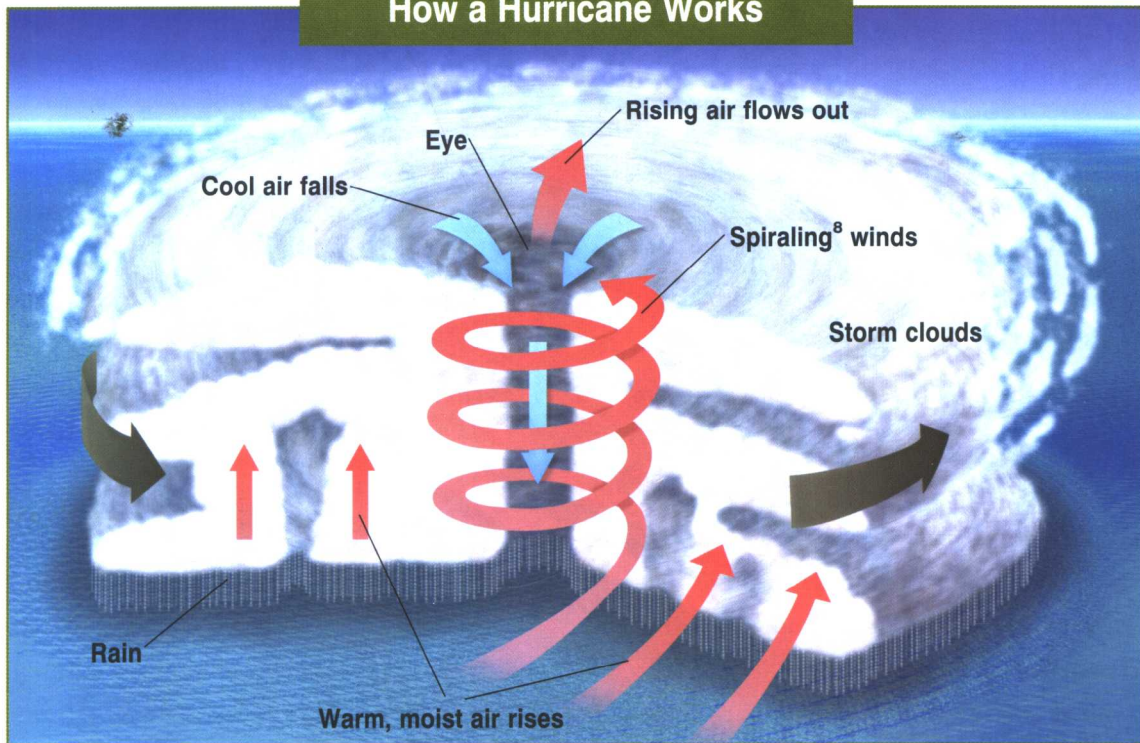 How a Hurricane Works
Rising air flows out
Eye
Cool air falls
Spiraling⁸ winds
Storm clouds
Rain
Warm, moist air rises